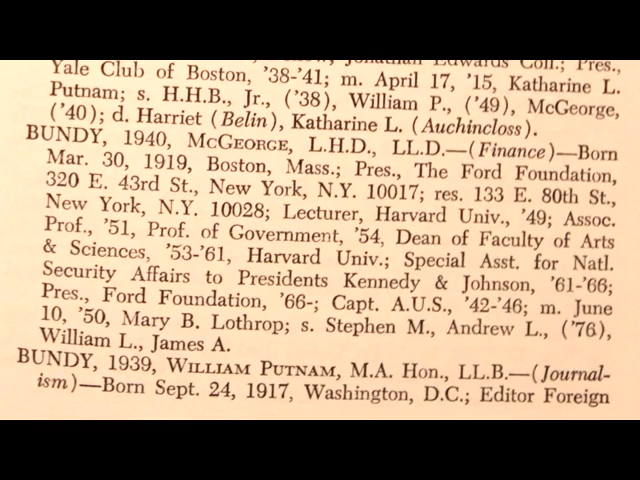 Jonathan Edwards Coll.; Pres.,
Yale Club of Boston, '38-'41; m. April 17, '15, Katharine L.
Putnam; s. H.H.B., Jr., ('38), William P., ('49), McGeorge,
('40); d. Harriet (Belin), Katharine L. (Auchincloss).
BUNDY, 1940, McGeorge, L.H.D., LL.D.—(Finance)—Born
Mar. 30, 1919, Boston, Mass.; Pres., The Ford Foundation,
320 E. 43rd St., New York, N.Y. 10017; res. 133 E. 80th St.,
New York, N.Y. 10028; Lecturer, Harvard Univ., '49; Assoc.
Prof., '51, Prof. of Government, '54, Dean of Faculty of Arts
& Sciences, '53-'61, Harvard Univ.; Special Asst. for Natl.
Security Affairs to Presidents Kennedy & Johnson, '61-'66;
Pres., Ford Foundation, '66-; Capt. A.U.S., '42-'46; m. June
10, '50, Mary B. Lothrop; s. Stephen M., Andrew L., ('76),
William L., James A.
BUNDY, 1939, William Putnam, M.A. Hon., LL.B.—(Journal-
ism)—Born Sept. 24, 1917, Washington, D.C.; Editor Foreign